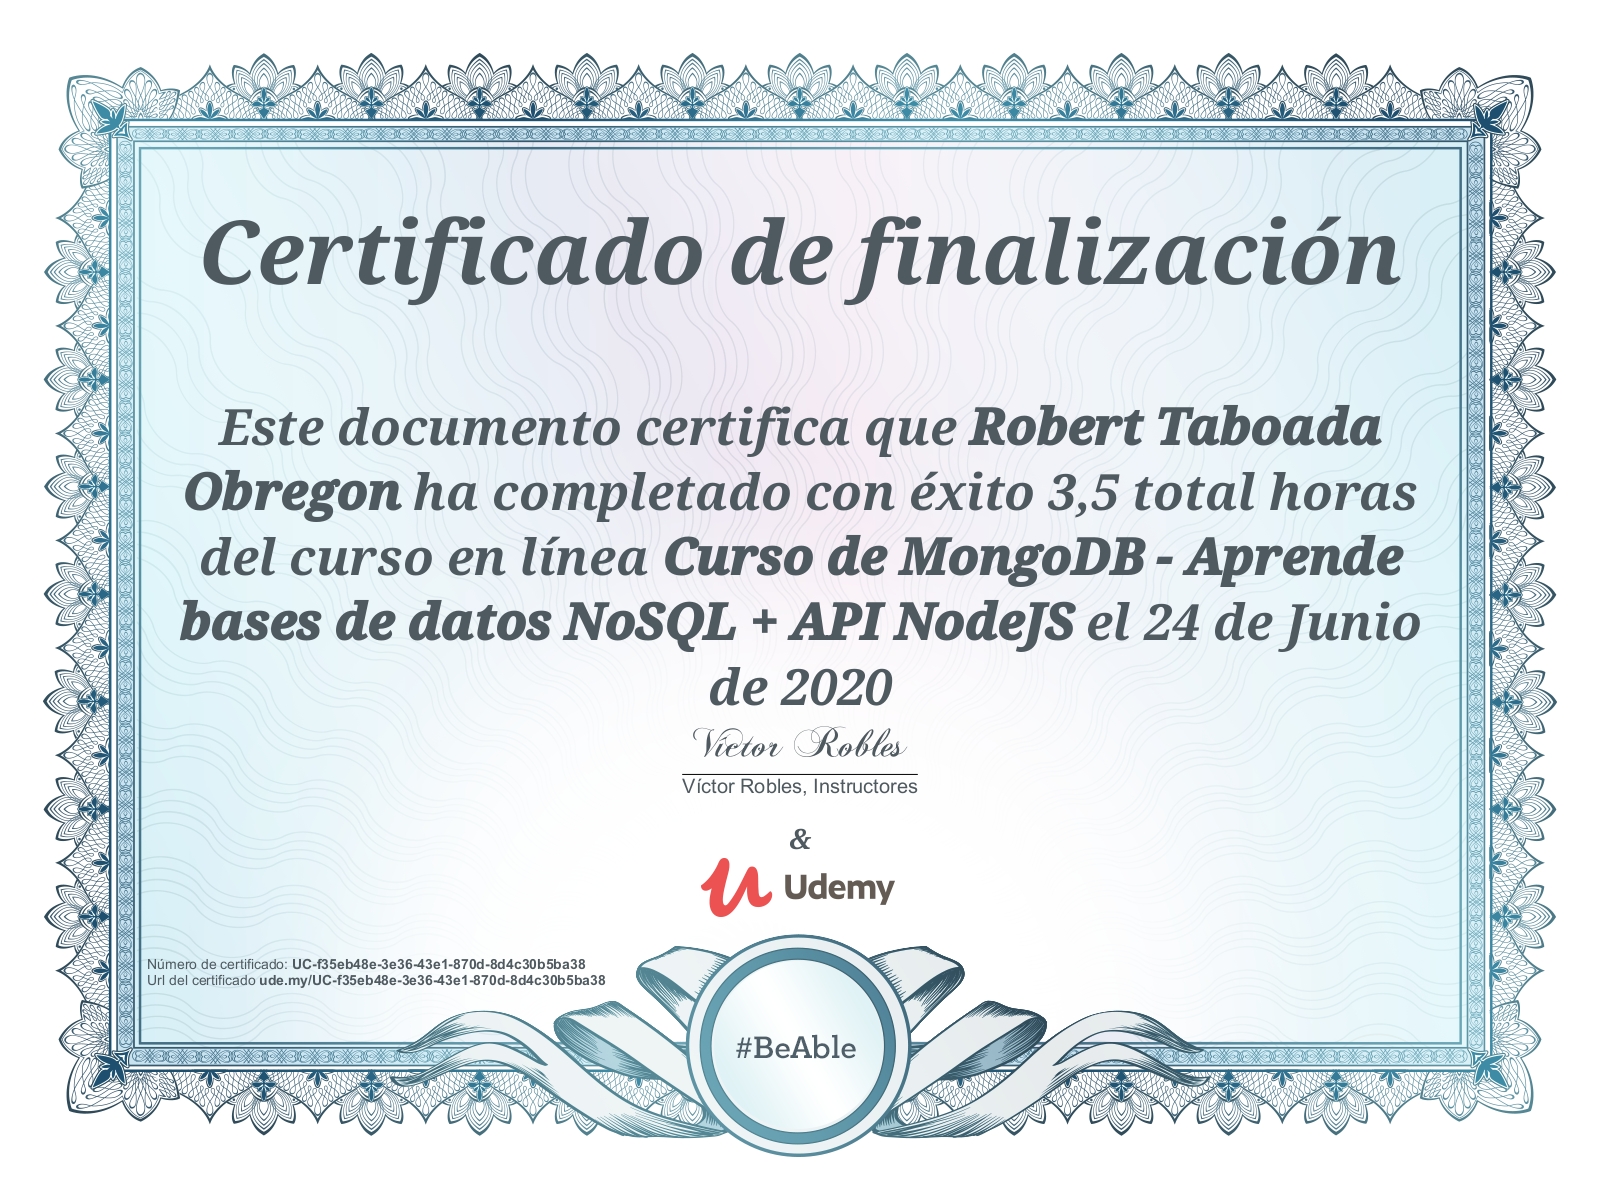 Certificado de finalización
Este documento certifica que Robert Taboada
Obregon ha completado con éxito 3,5 total horas
del curso en línea Curso de MongoDB - Aprende
bases de datos NoSQL + API NodeJS el 24 de Junio
de 2020
Víctor Robles
Víctor Robles, Instructores
&
Udemy
Número de certificado: UC-f35eb48e-3e36-43e1-870d-8d4c30b5ba38
Url del certificado ude.my/UC-f35eb48e-3e36-43e1-870d-8d4c30b5ba38
#BeAble